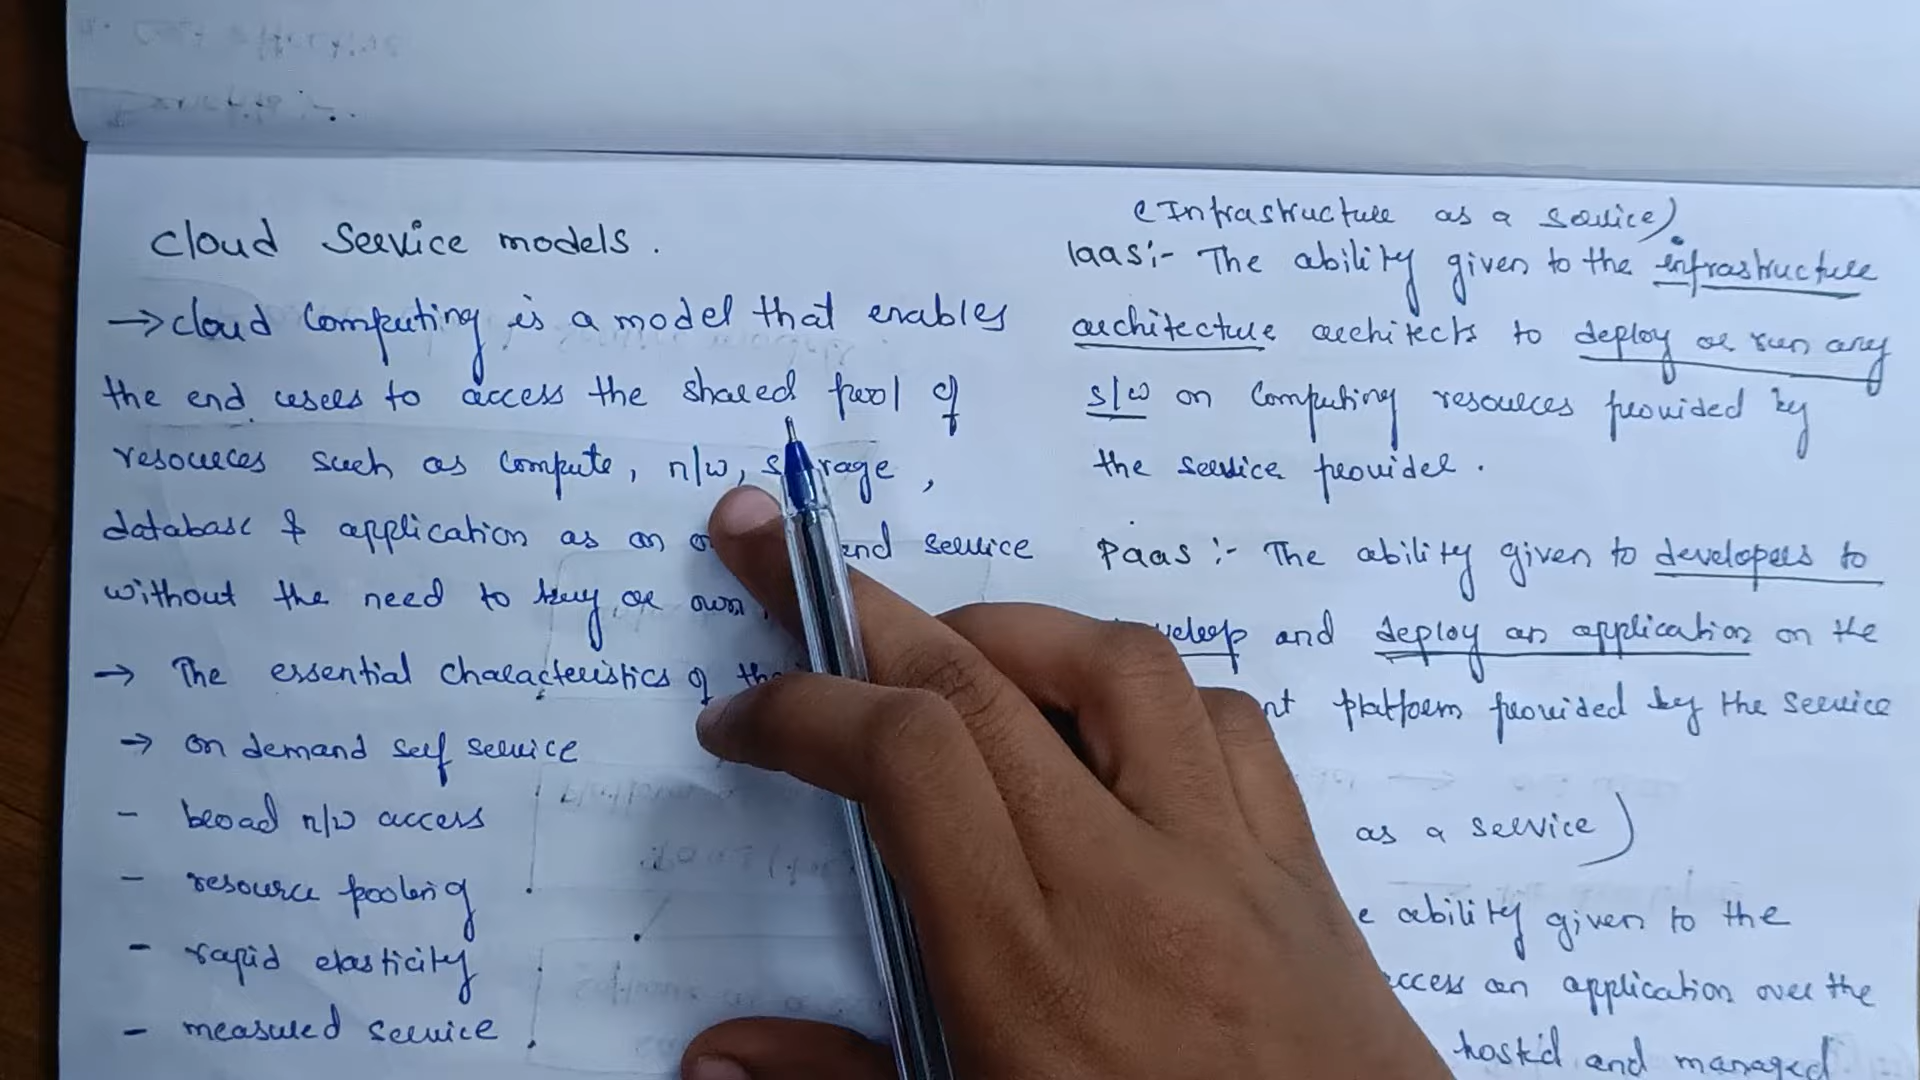 cloud Service models.
→ cloud computing is a model that enables
the end users to access the shared pool of
resources such as compute, n/w, storage,
database & application as an end service
without the need to buy or own
→ The essential characteristics of
→ on demand self service
- broad n/w access
- resource pooling
- rapid elasticity
- measured service
(Infrastructure as a service)
Iaas:- The ability given to the infrastructure
architecture architects to deploy or run any
s/w on computing resources provided by
the service provider.
Paas :- The ability given to developers to
and deploy an application on the
platform provided by the service
as a service)
ability given to the
an application over the
hosted and managed